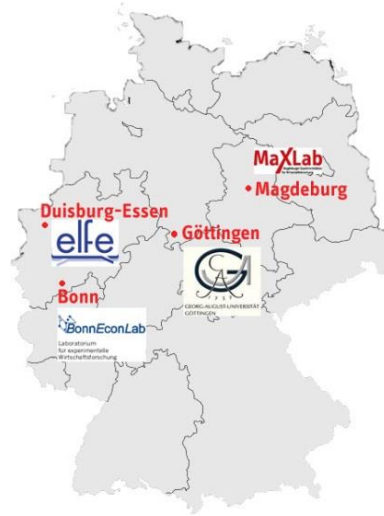 MaXLab
Magdeburg
Duisburg-Essen
elfe
Göttingen
GEORG-AUGUST-UNIVERSITÄT
GÖTTINGEN
Bonn
BonnEconLab
Laboratorium
für experimentelle
Wirtschaftsforschung